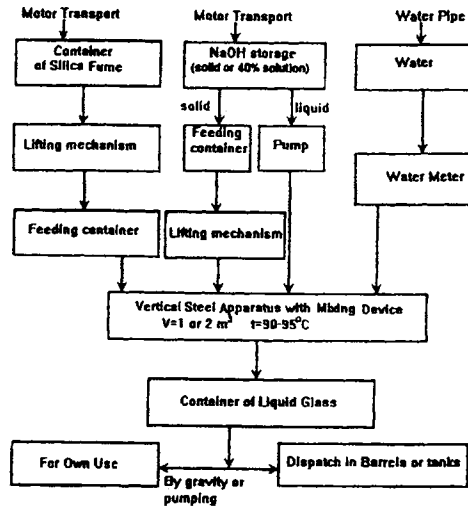 Motor Transport
Motor Transport
Water Pipe
Container
of Silica Fume
NaOH storage
(solid or 40% solution)
Water
solid
liquid
Lifting mechanism
Feeding
container
Pump
Water Meter
Feeding container
Lifting mechanism
Vertical Steel Apparatus with Mixing Device
V=1 or 2 m³ t=90-95°C
Container of Liquid Glass
For Own Use
By gravity or
pumping
Dispatch in Barrels or tanks